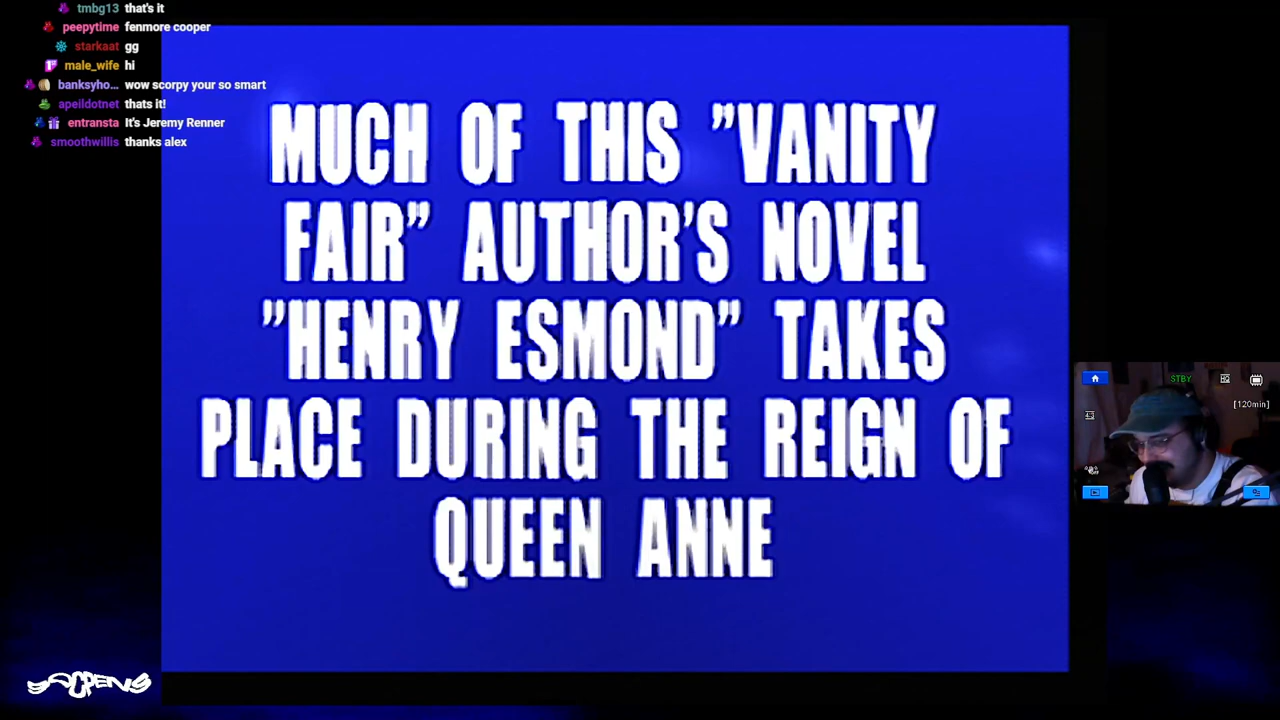 tmbg13 that's it
peepytime fenmore cooper
starkaat gg
male_wife hi
banksyho... wow scorpy your so smart
apeildotnet thats it!
entransta It's Jeremy Renner
smoothwillis thanks alex
MUCH OF THIS "VANITY
FAIR" AUTHOR'S NOVEL
"HENRY ESMOND" TAKES
PLACE DURING THE REIGN OF
QUEEN ANNE
STBY
[120min]